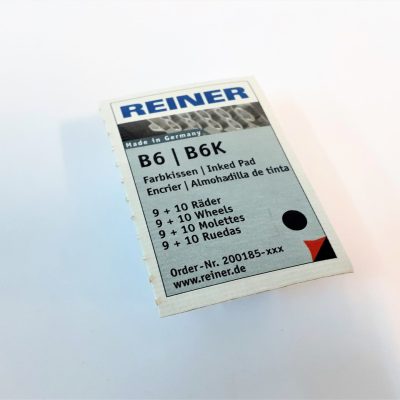 REINER
Made in Germany
B6 | B6K
Farbkissen | Inked Pad
Encrier | Almohadilla de tinta
9 + 10 Räder
9 + 10 Wheels
9 + 10 Molettes
9 + 10 Ruedas
Order-Nr. 200185-xxx
www.reiner.de